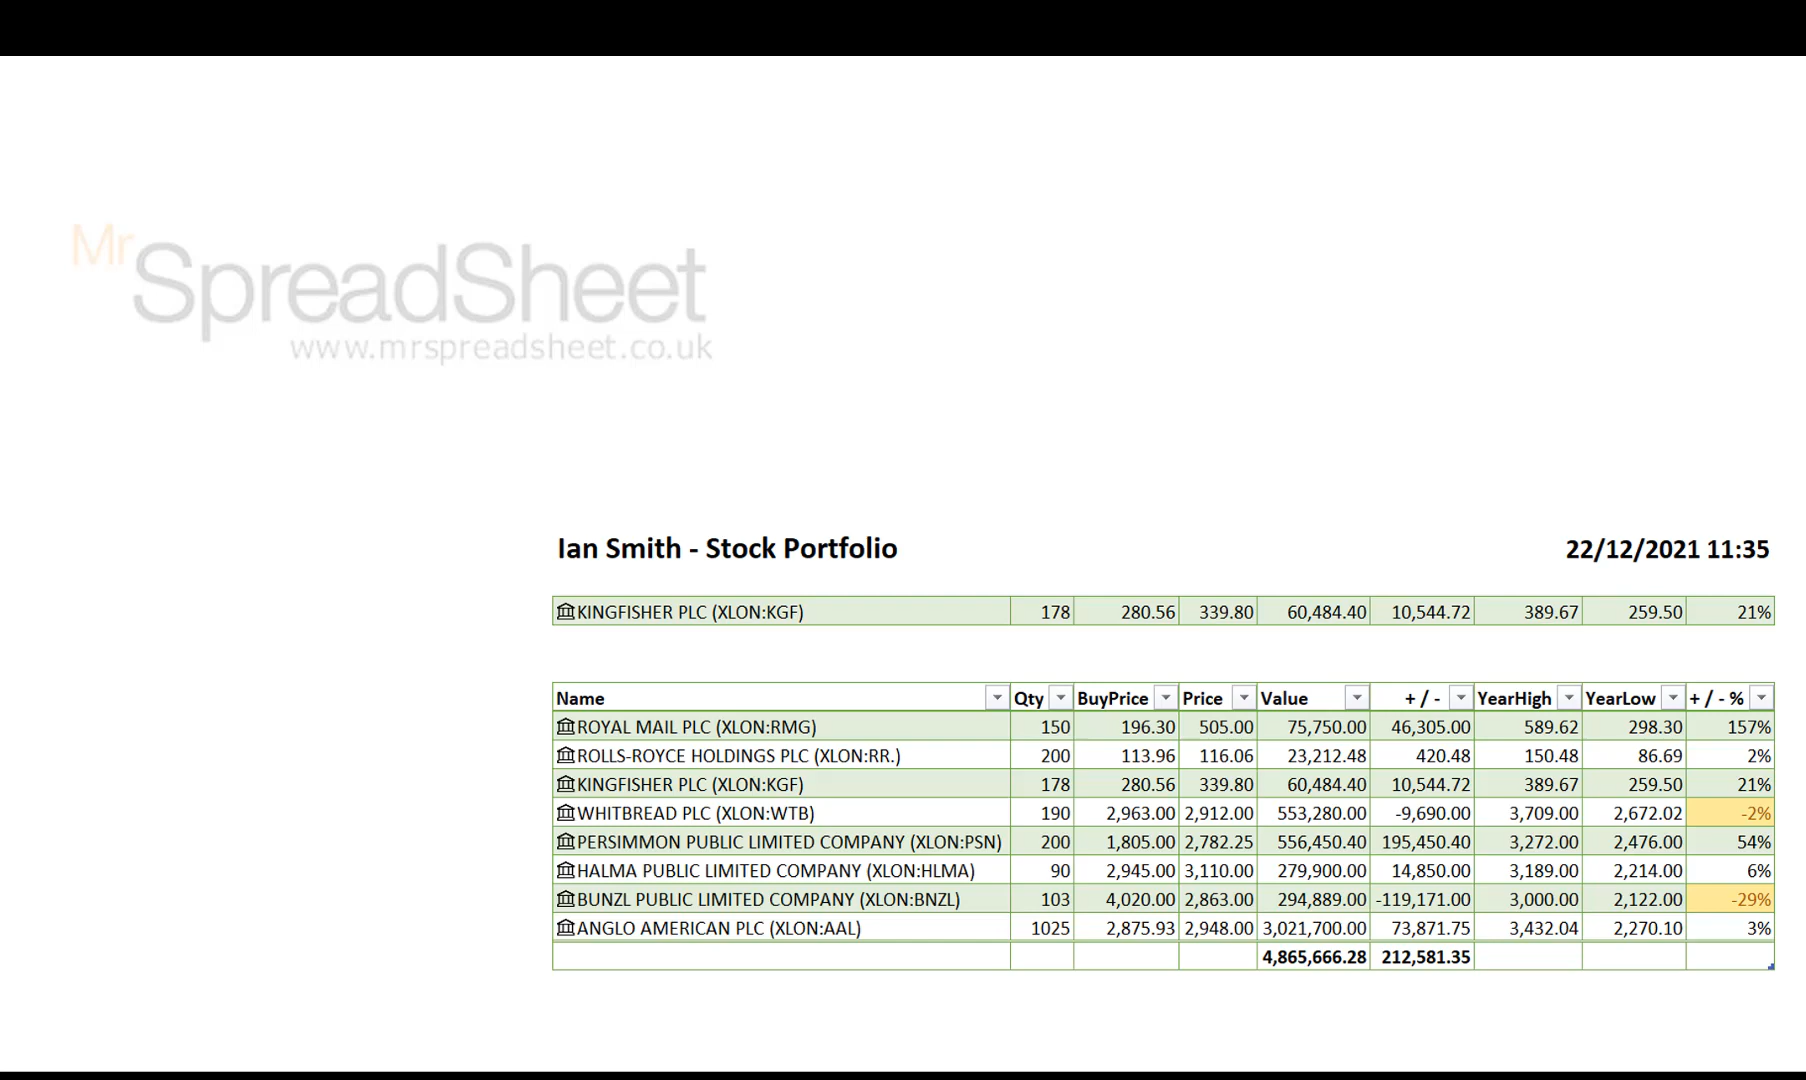 Mr
SpreadSheet
www.mrspreadsheet.co.uk
Ian Smith - Stock Portfolio 22/12/2021 11:35
KINGFISHER PLC (XLON:KGF) 178 280.56 339.80 60,484.40 10,544.72 389.67 259.50 21%
Name Qty BuyPrice Price Value + / - YearHigh YearLow + / - %
ROYAL MAIL PLC (XLON:RMG) 150 196.30 505.00 75,750.00 46,305.00 589.62 298.30 157%
ROLLS-ROYCE HOLDINGS PLC (XLON:RR.) 200 113.96 116.06 23,212.48 420.48 150.48 86.69 2%
KINGFISHER PLC (XLON:KGF) 178 280.56 339.80 60,484.40 10,544.72 389.67 259.50 21%
WHITBREAD PLC (XLON:WTB) 190 2,963.00 2,912.00 553,280.00 -9,690.00 3,709.00 2,672.02 -2%
PERSIMMON PUBLIC LIMITED COMPANY (XLON:PSN) 200 1,805.00 2,782.25 556,450.40 195,450.40 3,272.00 2,476.00 54%
HALMA PUBLIC LIMITED COMPANY (XLON:HLMA) 90 2,945.00 3,110.00 279,900.00 14,850.00 3,189.00 2,214.00 6%
BUNZL PUBLIC LIMITED COMPANY (XLON:BNZL) 103 4,020.00 2,863.00 294,889.00 -119,171.00 3,000.00 2,122.00 -29%
ANGLO AMERICAN PLC (XLON:AAL) 1025 2,875.93 2,948.00 3,021,700.00 73,871.75 3,432.04 2,270.10 3%
4,865,666.28 212,581.35